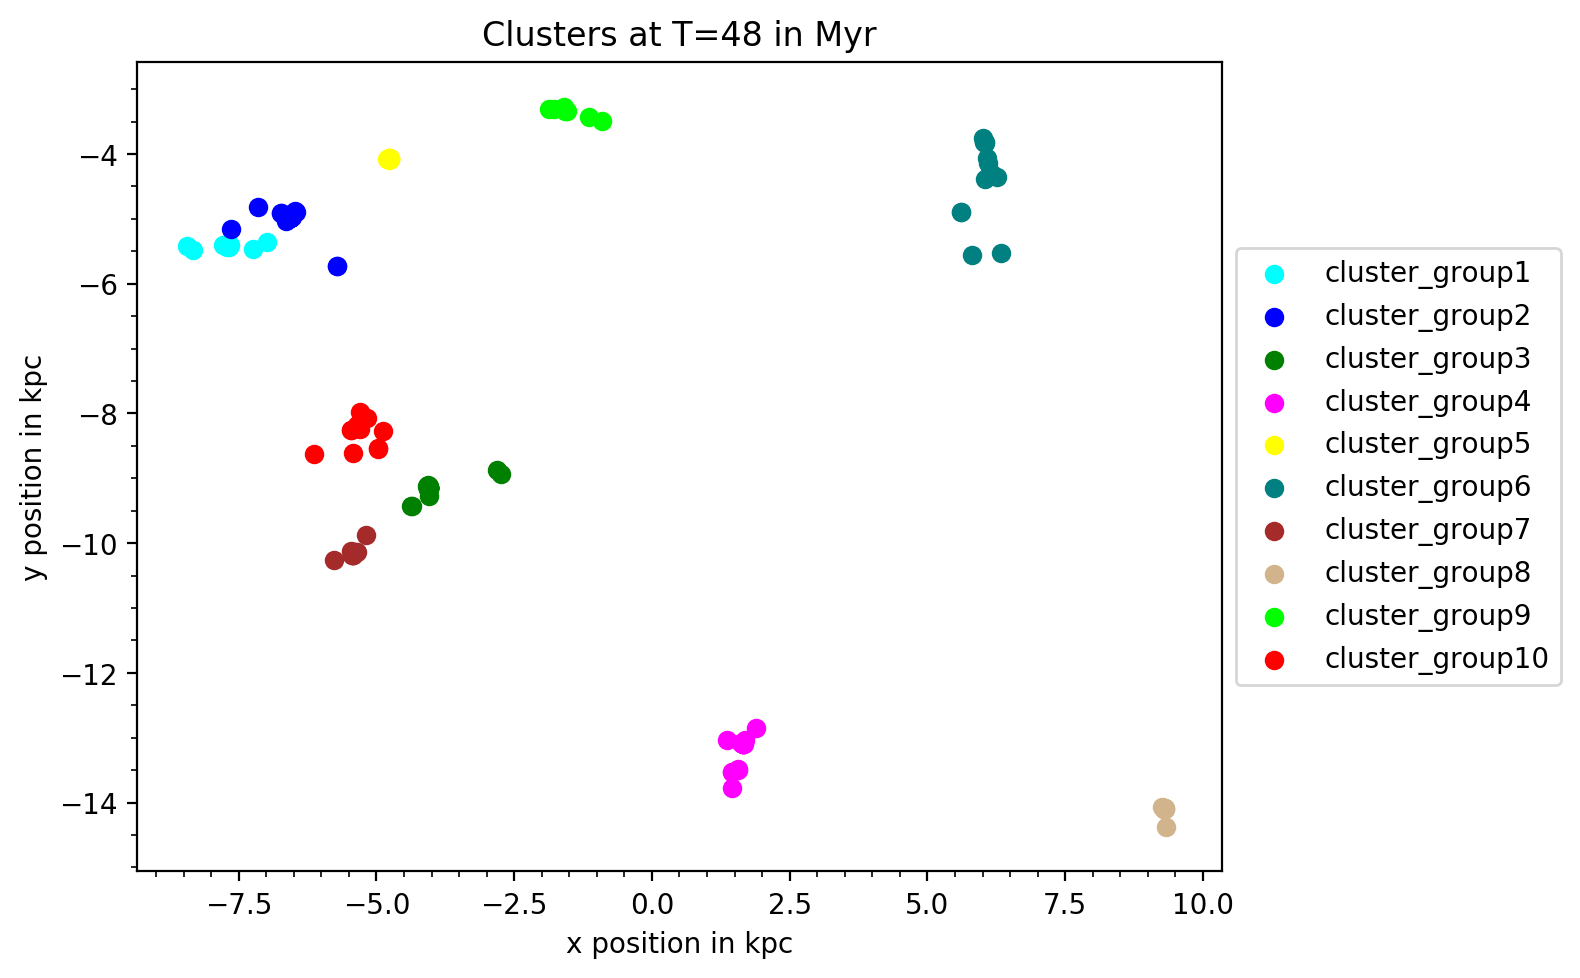 Clusters at T=48 in Myr
y position in kpc
−4
−6
−8
−10
−12
−14
−7.5 −5.0 −2.5 0.0 2.5 5.0 7.5 10.0
x position in kpc
cluster_group1
cluster_group2
cluster_group3
cluster_group4
cluster_group5
cluster_group6
cluster_group7
cluster_group8
cluster_group9
cluster_group10